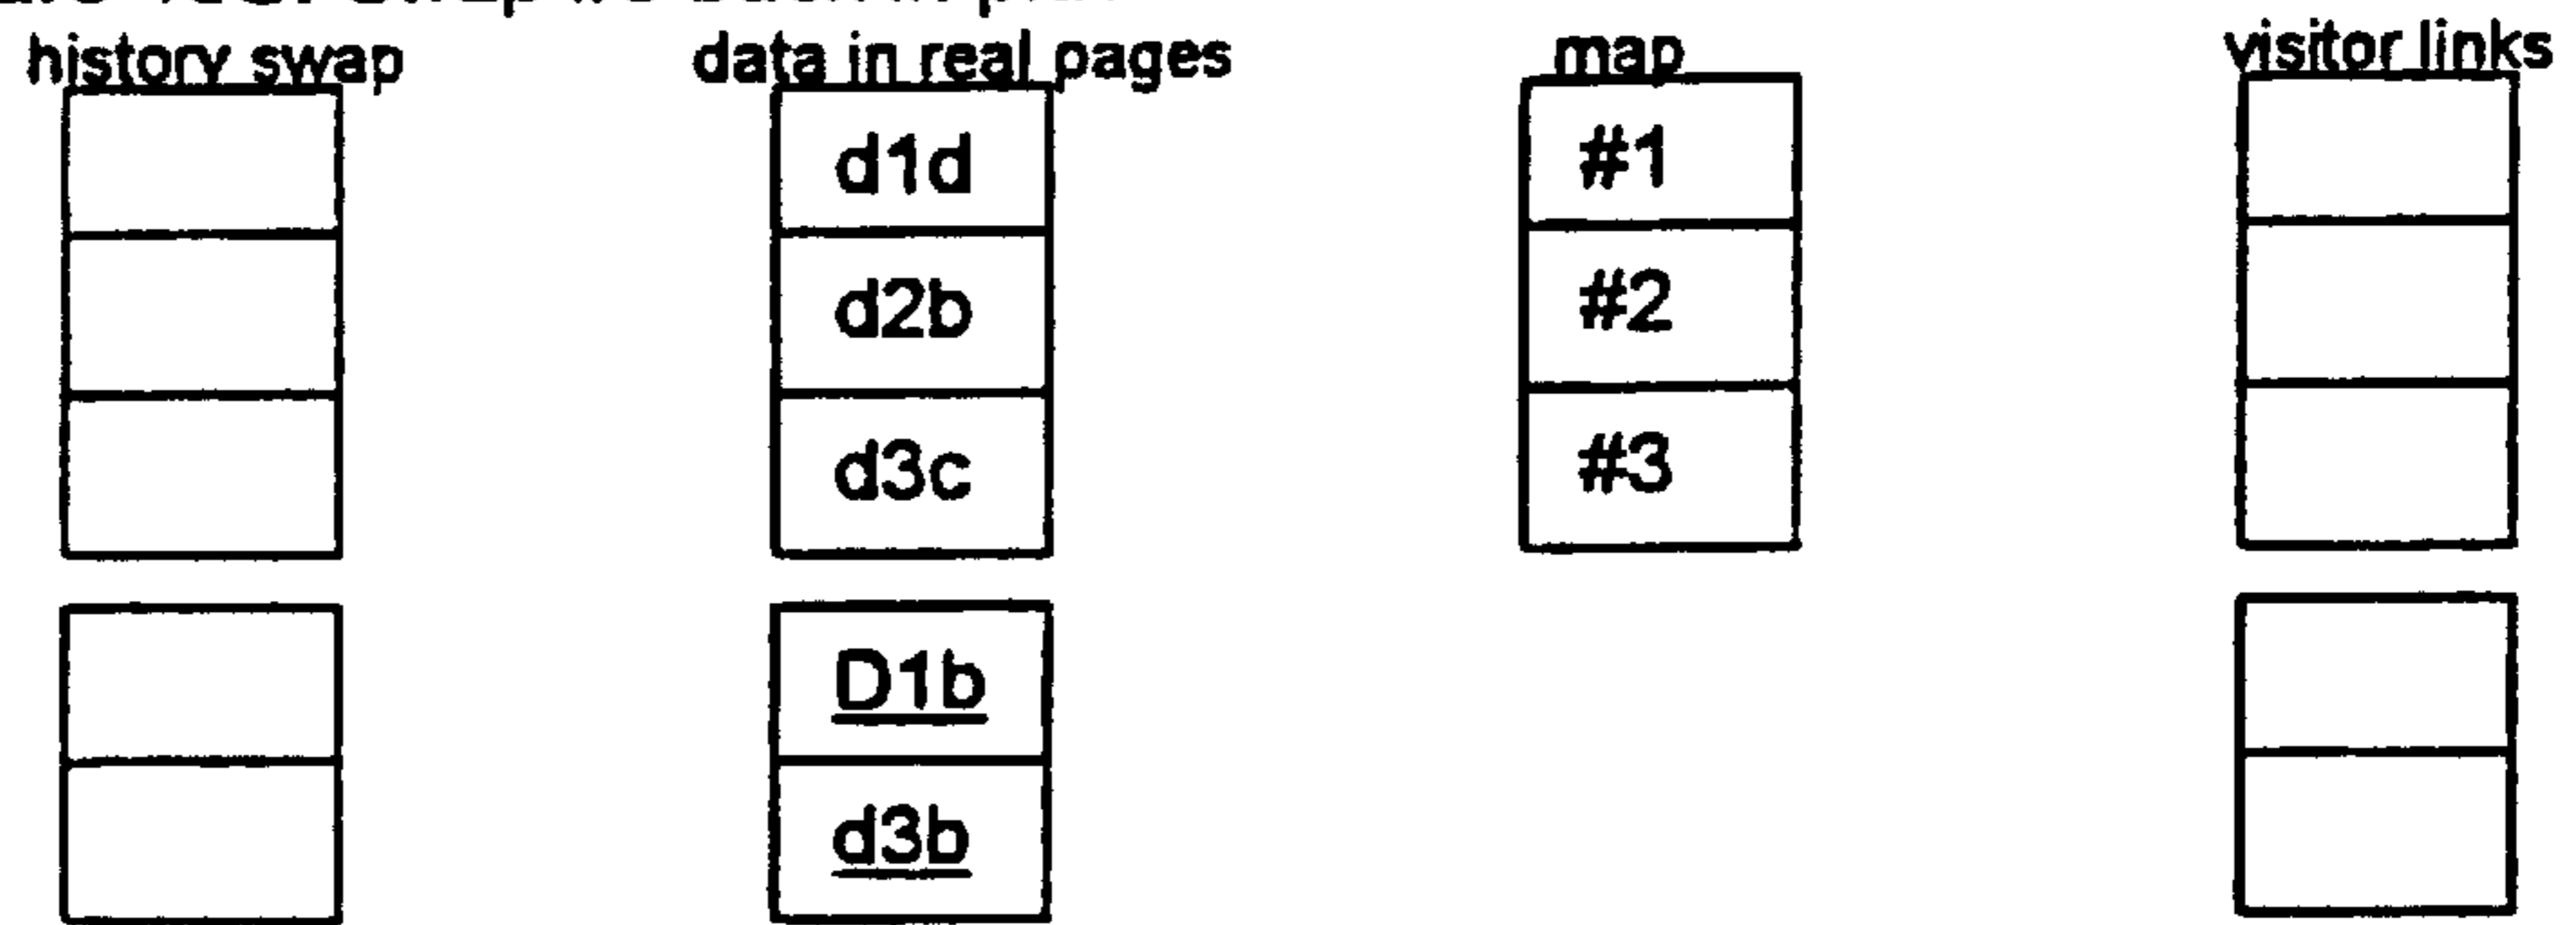 history swap data in real pages map visitor links
d1d #1
d2b #2
d3c #3
D1b
d3b